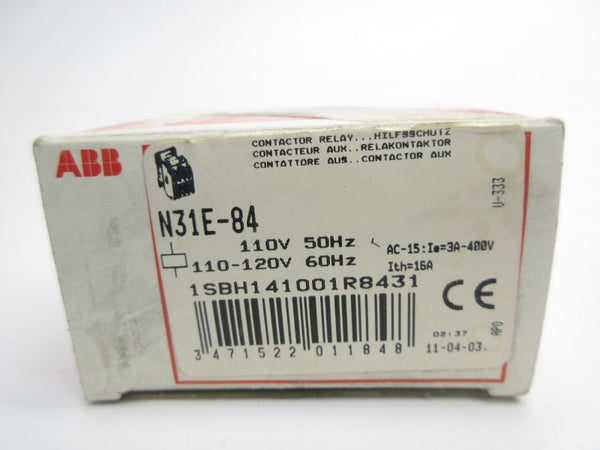 ABB
CONTACTOR RELAY...HILFSSCHUTZ
CONTACTEUR AUX..RELAKONTAKTOR
CONTATTORE AUS..CONTACTOR AUX
N31E-84
110V 50Hz
110-120V 60Hz
AC-15:Ie=3A-400V
Ith=16A
1SBH141001R8431
CE
3 471522 011848
02:37
11-04-03.
APO
U-333